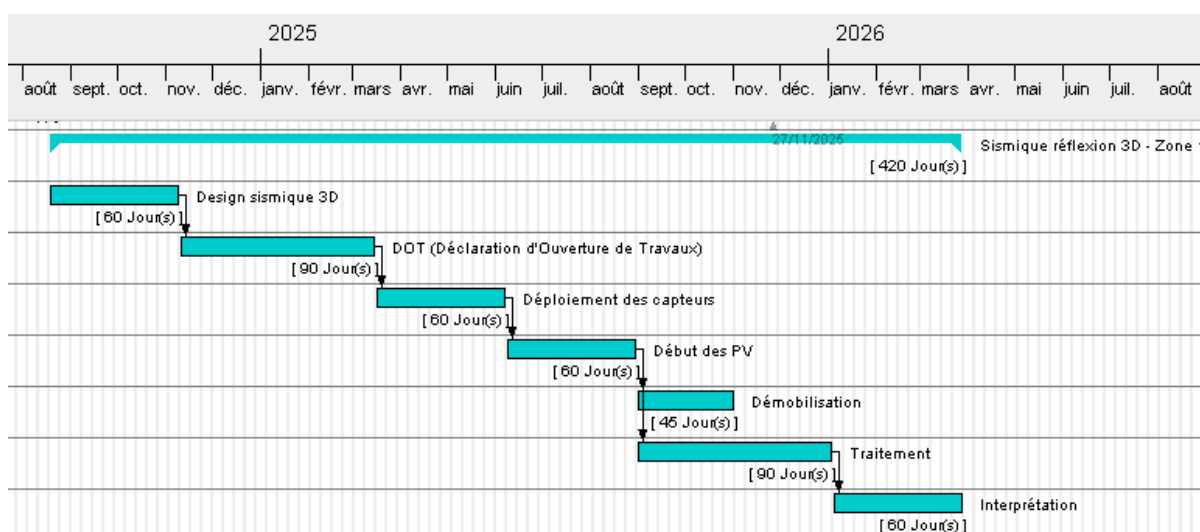 2025 2026
août sept. oct. nov. déc. janv. févr. mars avr. mai juin juil. août sept. oct. nov. déc. janv. févr. mars avr. mai juin juil. août
27/11/2025
Sismique réflexion 3D - Zone
[ 420 Jour(s) ]
Design sismique 3D
[ 60 Jour(s) ]
DOT (Déclaration d'Ouverture de Travaux)
[ 90 Jour(s) ]
Déploiement des capteurs
[ 60 Jour(s) ]
Début des PV
[ 60 Jour(s) ]
Démobilisation
[ 45 Jour(s) ]
Traitement
[ 90 Jour(s) ]
Interprétation
[ 60 Jour(s) ]